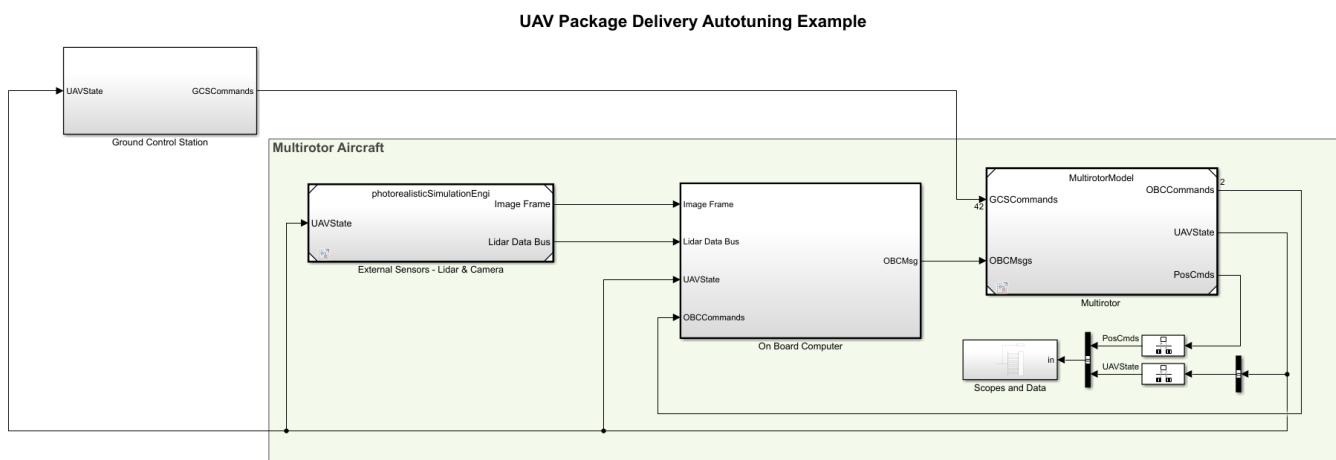 UAV Package Delivery Autotuning Example
UAVState
GCSCommands
Ground Control Station
Multirotor Aircraft
photorealisticSimulationEngi
Image Frame
UAVState
Lidar Data Bus
External Sensors - Lidar & Camera
Image Frame
Lidar Data Bus
UAVState
OBCCommands
OBCMsg
On Board Computer
MultirotorModel
OBCCommands
2
GCSCommands
42
UAVState
OBCMsgs
PosCmds
Multirotor
PosCmds
UAVState
in
Scopes and Data